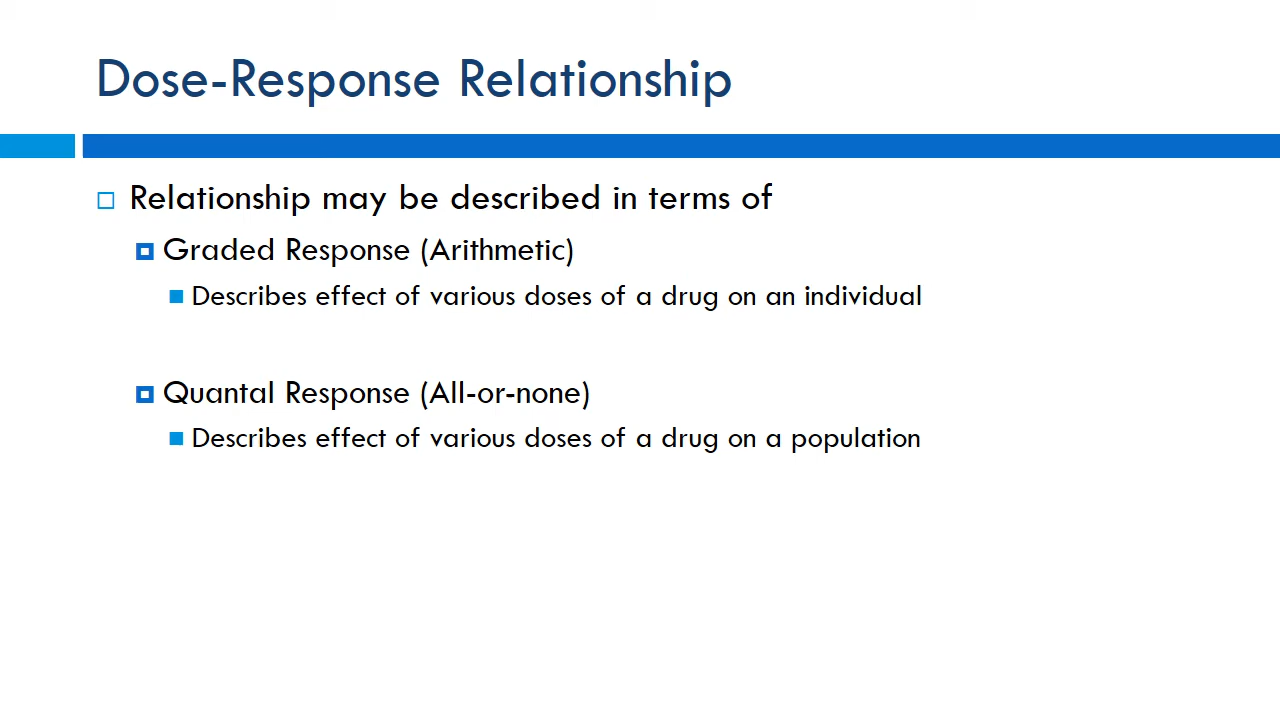 Dose-Response Relationship
Relationship may be described in terms of
Graded Response (Arithmetic)
Describes effect of various doses of a drug on an individual
Quantal Response (All-or-none)
Describes effect of various doses of a drug on a population